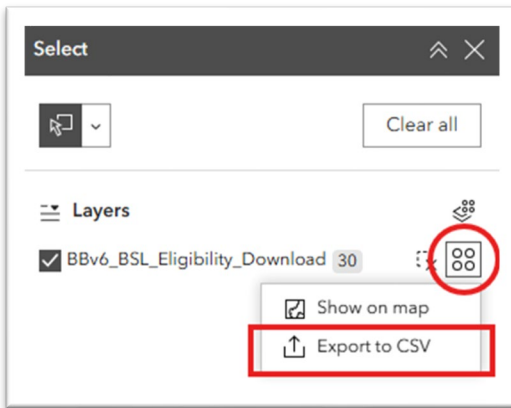 Select
Clear all
Layers
BBv6_BSL_Eligibility_Download 30
Show on map
Export to CSV